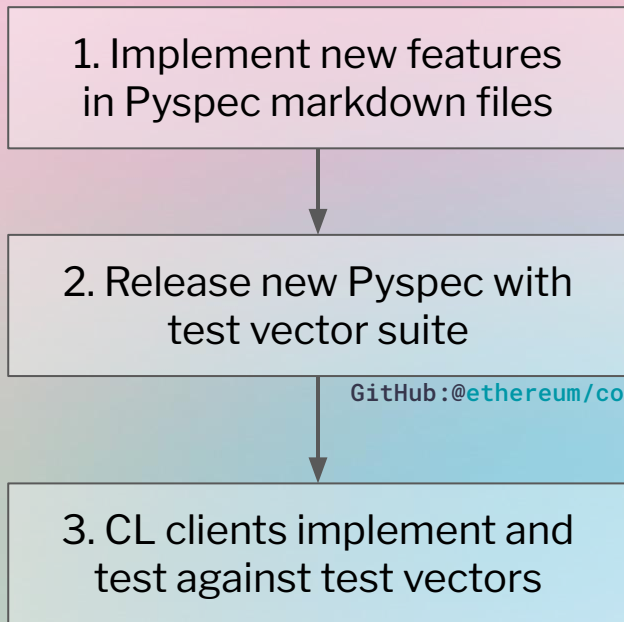 1. Implement new features
in Pyspec markdown files
2. Release new Pyspec with
test vector suite
GitHub:@ethereum/co
3. CL clients implement and
test against test vectors